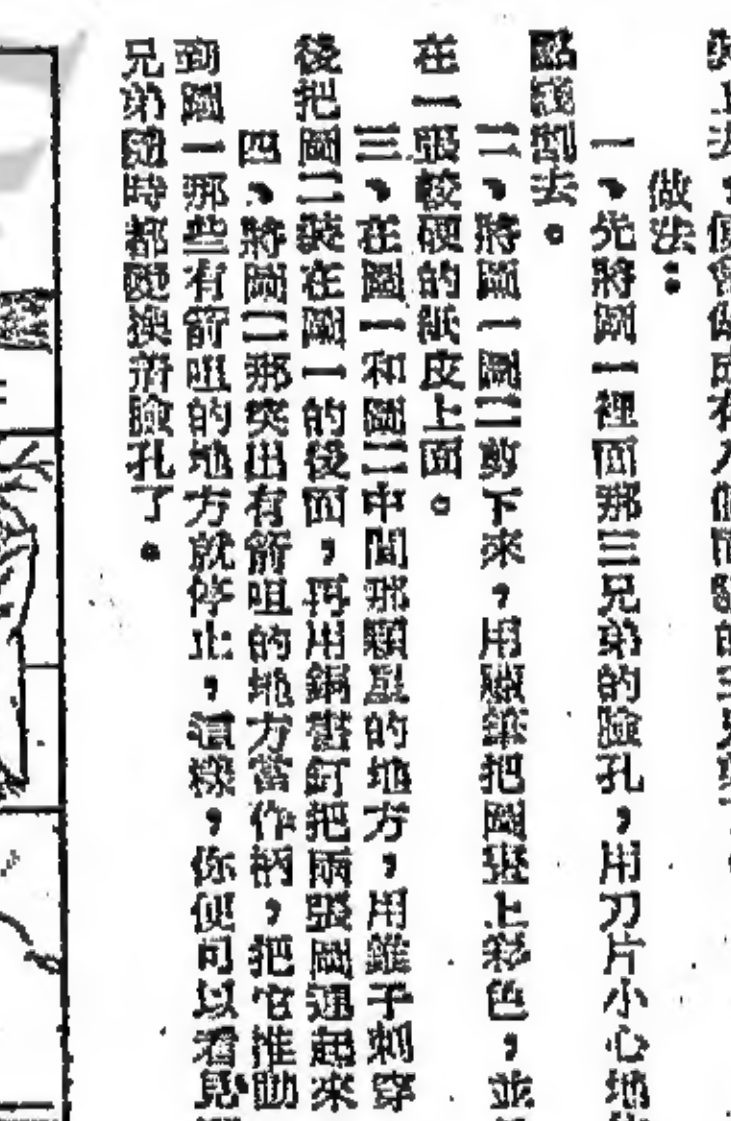 做法:
一、先將圖一裡面那三兄弟的臉孔,用刀片小心地
點線割去。
二、將圖一圖二剪下來,用臘筆把圖畫上彩色,並
在一張較硬的紙皮上面。
三、在圖一和圖二中間那顆星的地方,用錐子刺穿
後把圖二裝在圖一的後面,再用銅書釘把兩張圖連起來
四、將圖二那突出有箭咀的地方當作柄,把它推動
到圖一那些有箭咀的地方就停止,這樣,你便可以看見
兄弟隨時都變換着臉孔了。